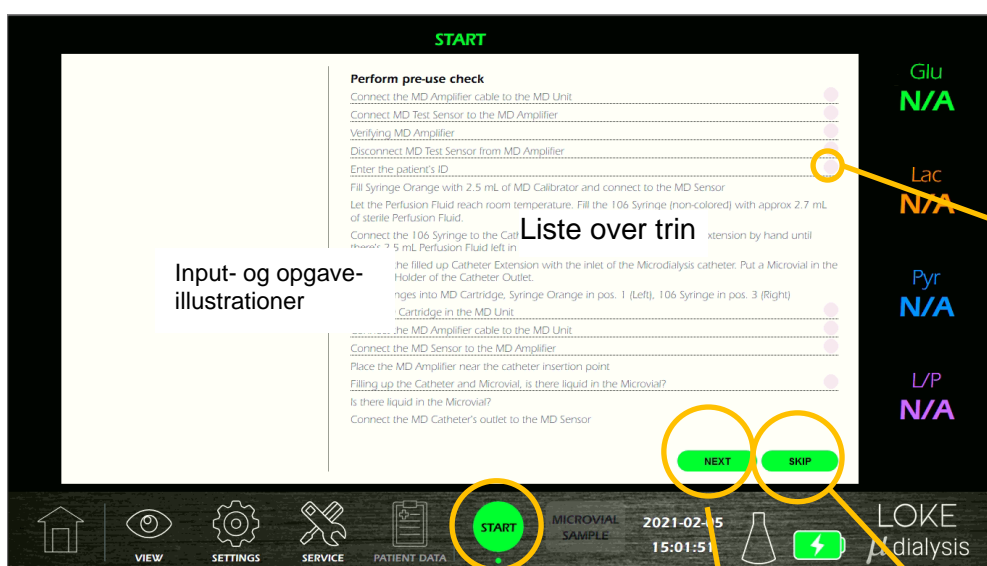 START
Perform pre-use check
Connect the MD Amplifier cable to the MD Unit
Connect MD Test Sensor to the MD Amplifier
Verifying MD Amplifier
Disconnect MD Test Sensor from MD Amplifier
Enter the patient's ID
Fill Syringe Orange with 2.5 mL of MD Calibrator and connect to the MD Sensor
Let the Perfusion Fluid reach room temperature. Fill the 106 Syringe (non-colored) with approx 2.7 mL
of sterile Perfusion Fluid.
Connect the 106 Syringe to the
extension by hand until
there's 2.5 mL Perfusion Fluid left in
Liste over trin
the filled up Catheter Extension with the inlet of the Microdialysis catheter. Put a Microvial in the
Holder of the Catheter Outlet.
into MD Cartridge, Syringe Orange in pos. 1 (Left), 106 Syringe in pos. 3 (Right)
Cartridge in the MD Unit
Connect the MD Amplifier cable to the MD Unit
Connect the MD Sensor to the MD Amplifier
Place the MD Amplifier near the catheter insertion point
Filling up the Catheter and Microvial, is there liquid in the Microvial?
Is there liquid in the Microvial?
Connect the MD Catheter's outlet to the MD Sensor
Input- og opgave-
illustrationer
NEXT
SKIP
Glu
N/A
Lac
N/A
Pyr
N/A
L/P
N/A
VIEW
SETTINGS
SERVICE
PATIENT DATA
START
MICROVIAL
SAMPLE
2021-02-05
15:01:51
LOKE
µdialysis